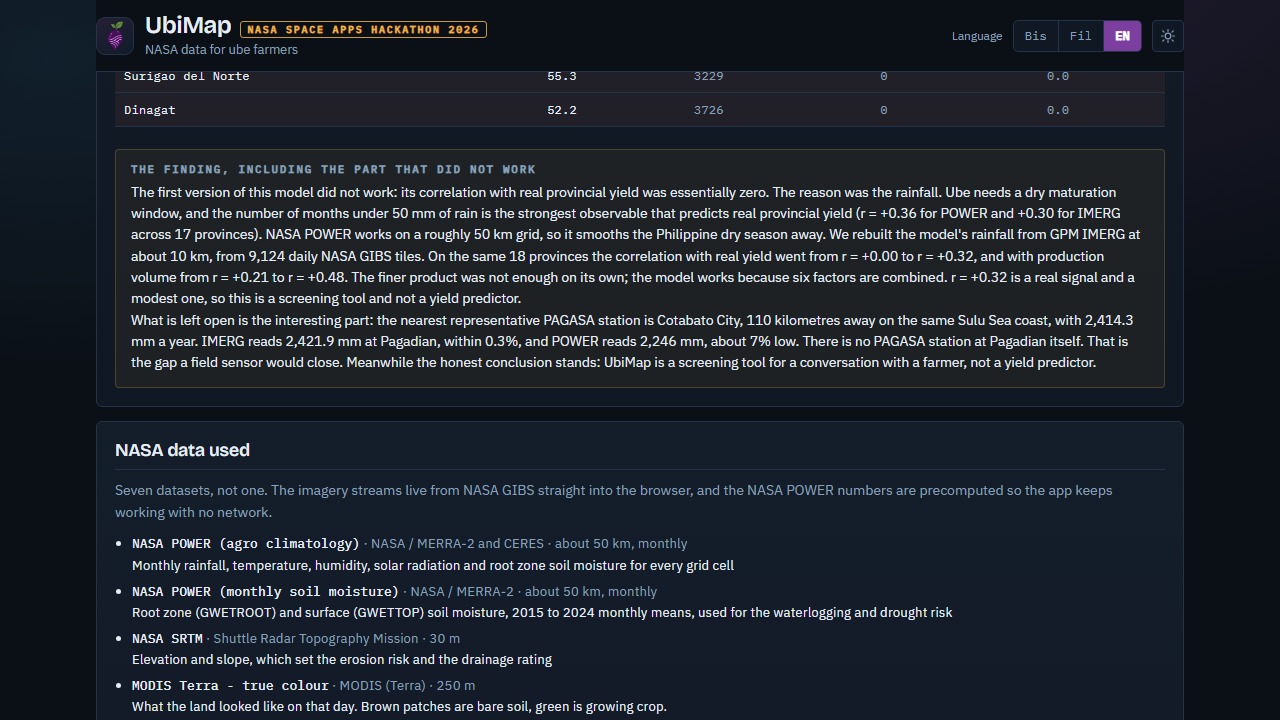 UbiMap NASA SPACE APPS HACKATHON 2026
NASA data for ube farmers
Language Bis Fil EN
Surigao del Norte 55.3 3229 0 0.0
Dinagat 52.2 3726 0 0.0
THE FINDING, INCLUDING THE PART THAT DID NOT WORK
The first version of this model did not work: its correlation with real provincial yield was essentially zero. The reason was the rainfall. Ube needs a dry maturation
window, and the number of months under 50 mm of rain is the strongest observable that predicts real provincial yield (r = +0.36 for POWER and +0.30 for IMERG
across 17 provinces). NASA POWER works on a roughly 50 km grid, so it smooths the Philippine dry season away. We rebuilt the model's rainfall from GPM IMERG at
about 10 km, from 9,124 daily NASA GIBS tiles. On the same 18 provinces the correlation with real yield went from r = +0.00 to r = +0.32, and with production
volume from r = +0.21 to r = +0.48. The finer product was not enough on its own; the model works because six factors are combined. r = +0.32 is a real signal and a
modest one, so this is a screening tool and not a yield predictor.
What is left open is the interesting part: the nearest representative PAGASA station is Cotabato City, 110 kilometres away on the same Sulu Sea coast, with 2,414.3
mm a year. IMERG reads 2,421.9 mm at Pagadian, within 0.3%, and POWER reads 2,246 mm, about 7% low. There is no PAGASA station at Pagadian itself. That is
the gap a field sensor would close. Meanwhile the honest conclusion stands: UbiMap is a screening tool for a conversation with a farmer, not a yield predictor.
NASA data used
Seven datasets, not one. The imagery streams live from NASA GIBS straight into the browser, and the NASA POWER numbers are precomputed so the app keeps
working with no network.
• NASA POWER (agro climatology) · NASA / MERRA-2 and CERES · about 50 km, monthly
Monthly rainfall, temperature, humidity, solar radiation and root zone soil moisture for every grid cell
• NASA POWER (monthly soil moisture) · NASA / MERRA-2 · about 50 km, monthly
Root zone (GWETROOT) and surface (GWETTOP) soil moisture, 2015 to 2024 monthly means, used for the waterlogging and drought risk
• NASA SRTM · Shuttle Radar Topography Mission · 30 m
Elevation and slope, which set the erosion risk and the drainage rating
• MODIS Terra - true colour · MODIS (Terra) · 250 m
What the land looked like on that day. Brown patches are bare soil, green is growing crop.